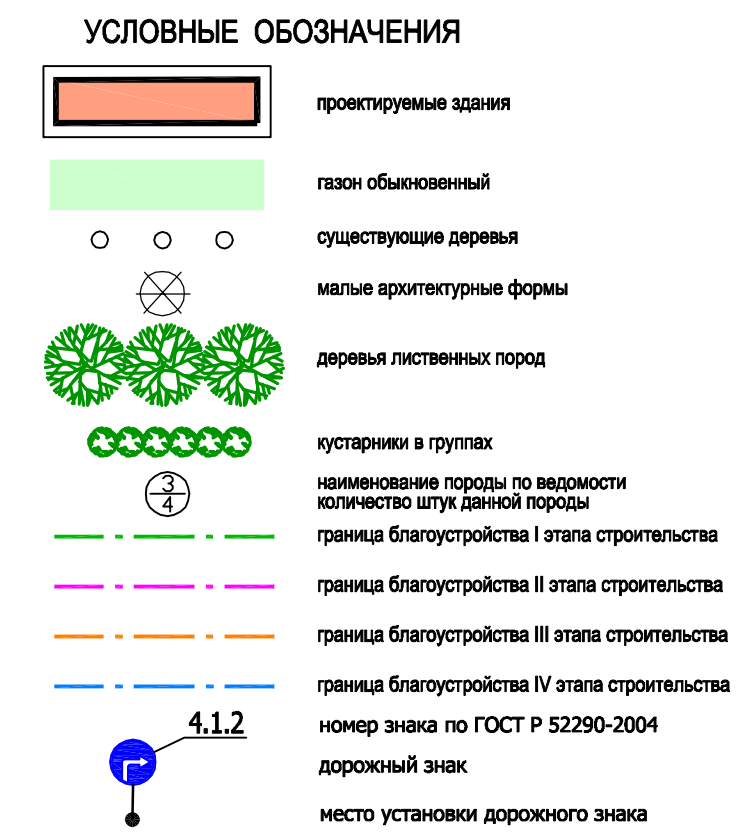 УСЛОВНЫЕ ОБОЗНАЧЕНИЯ
проектируемые здания
газон обыкновенный
существующие деревья
малые архитектурные формы
деревья лиственных пород
кустарники в группах
3
4
наименование породы по ведомости
количество штук данной породы
граница благоустройства I этапа строительства
граница благоустройства II этапа строительства
граница благоустройства III этапа строительства
граница благоустройства IV этапа строительства
4.1.2
номер знака по ГОСТ Р 52290-2004
дорожный знак
место установки дорожного знака